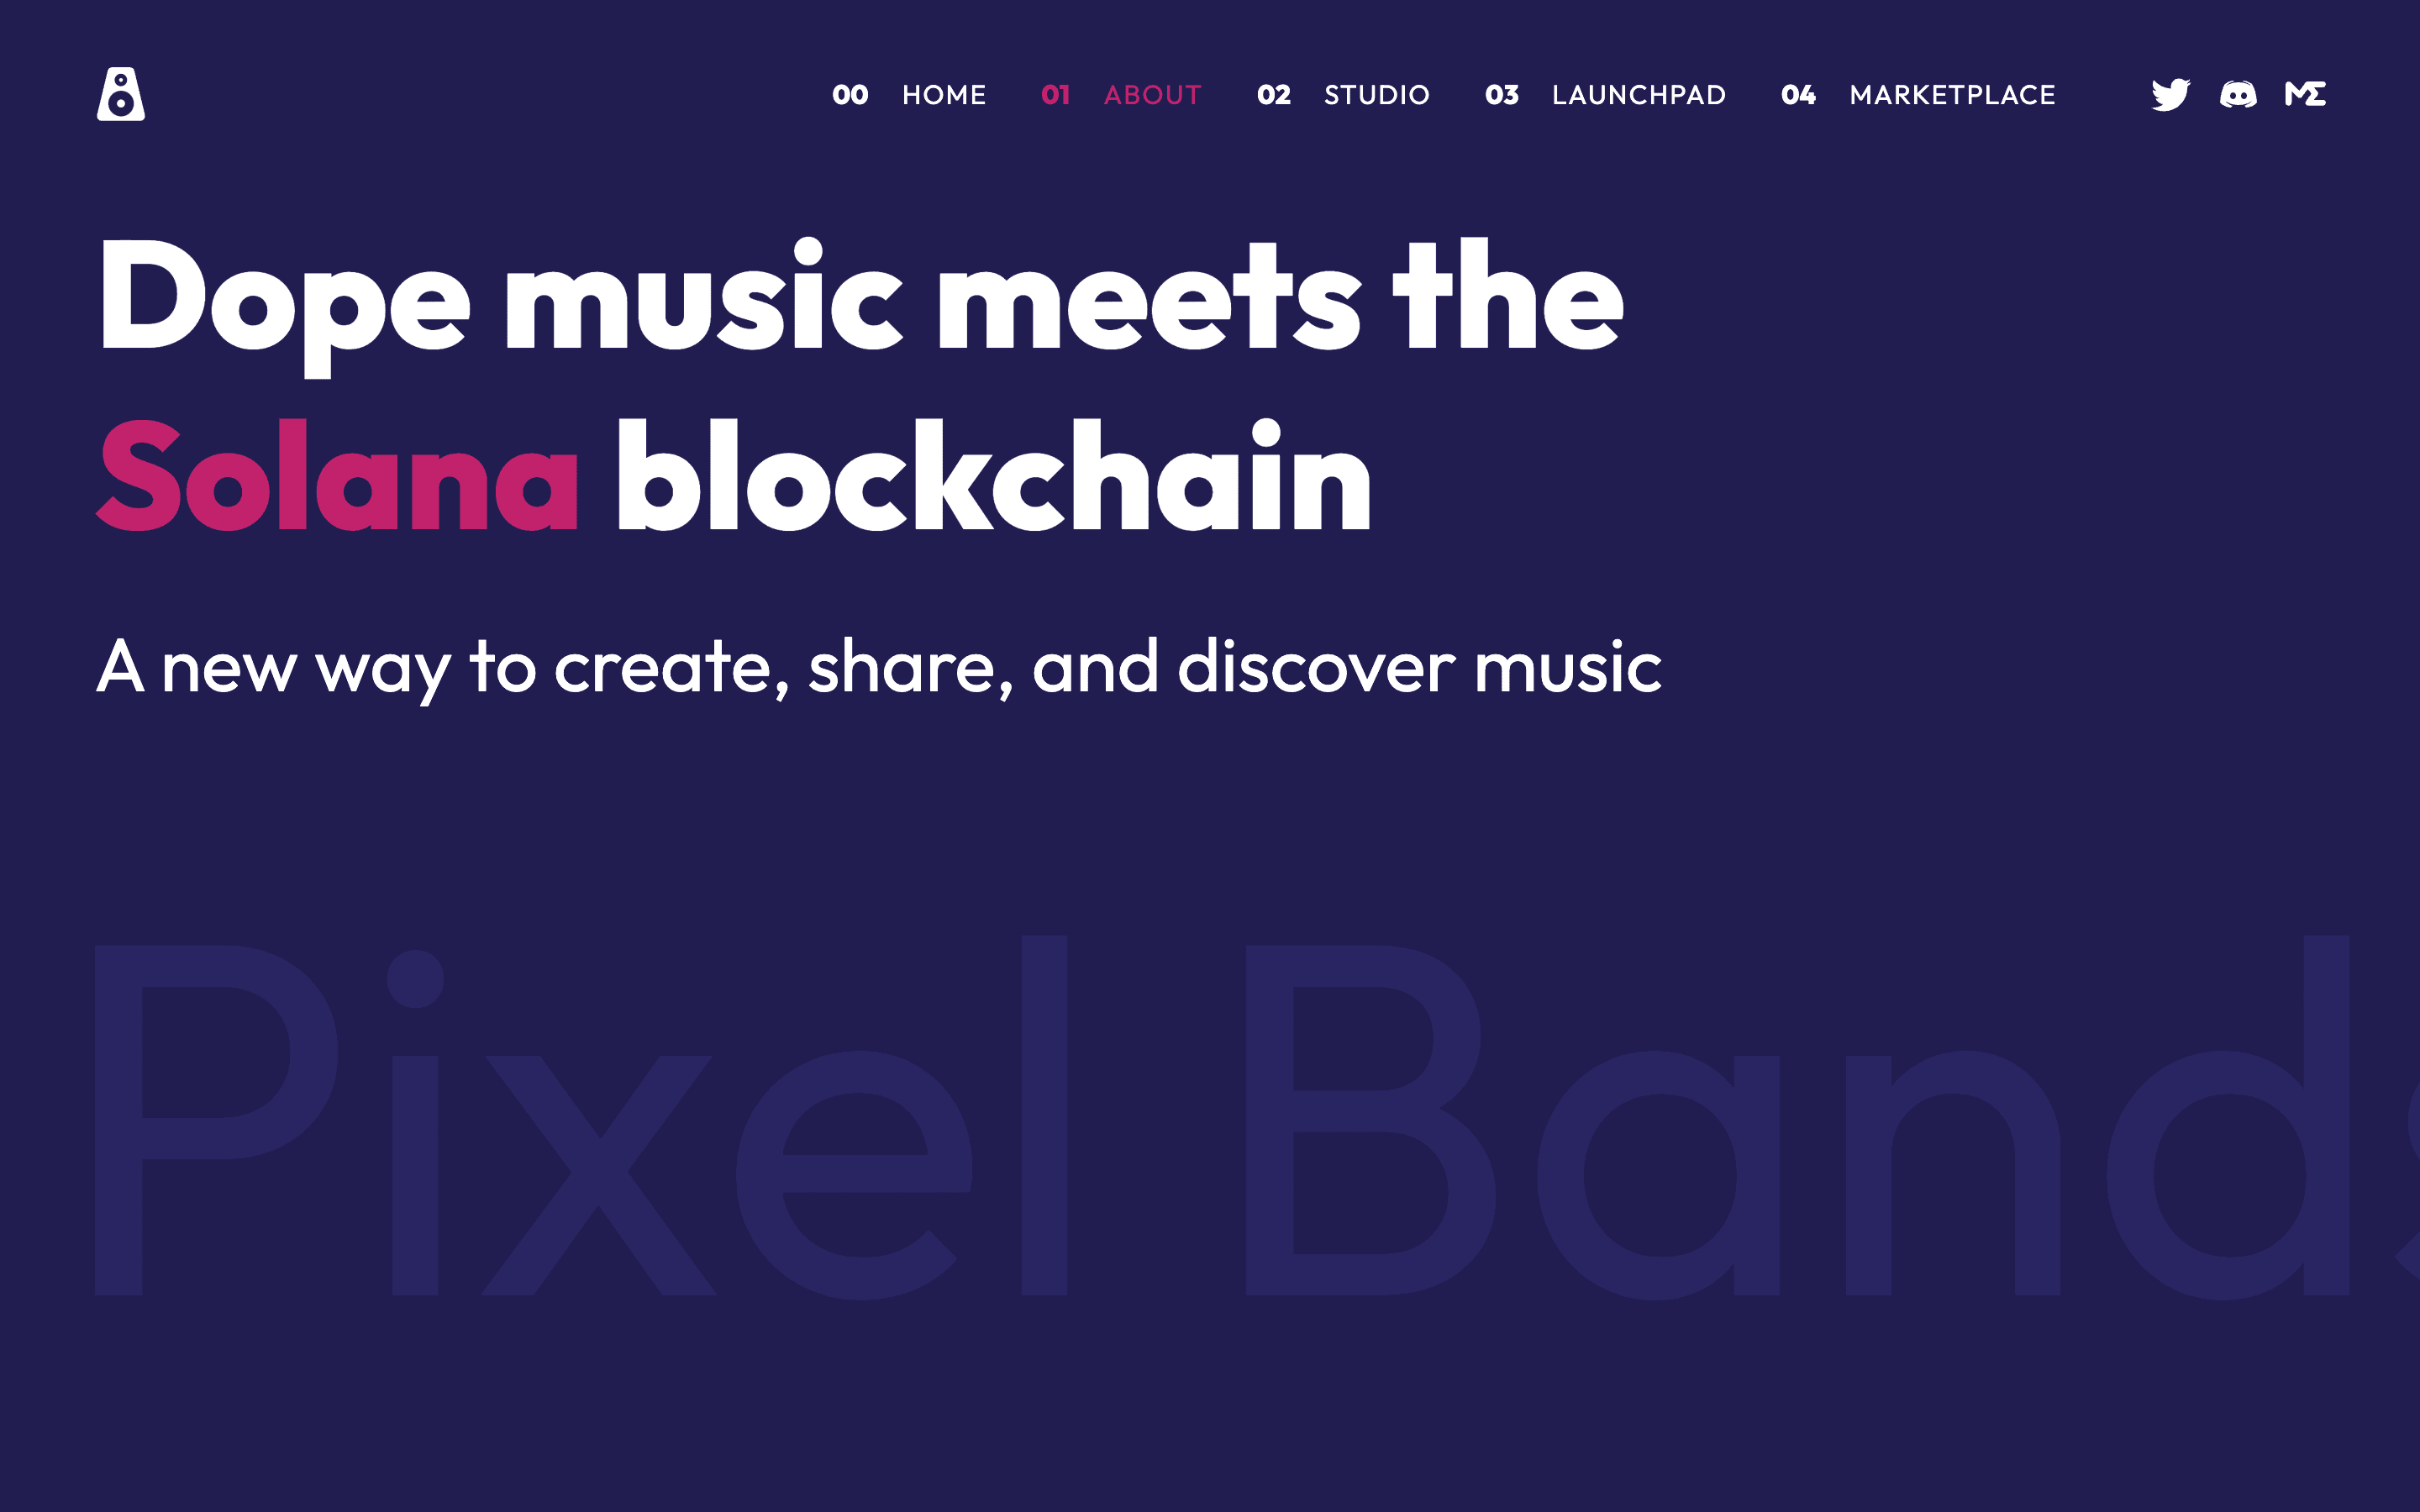 00 HOME 01 ABOUT 02 STUDIO 03 LAUNCHPAD 04 MARKETPLACE
Dope music meets the
Solana blockchain
A new way to create, share, and discover music
Pixel Bands